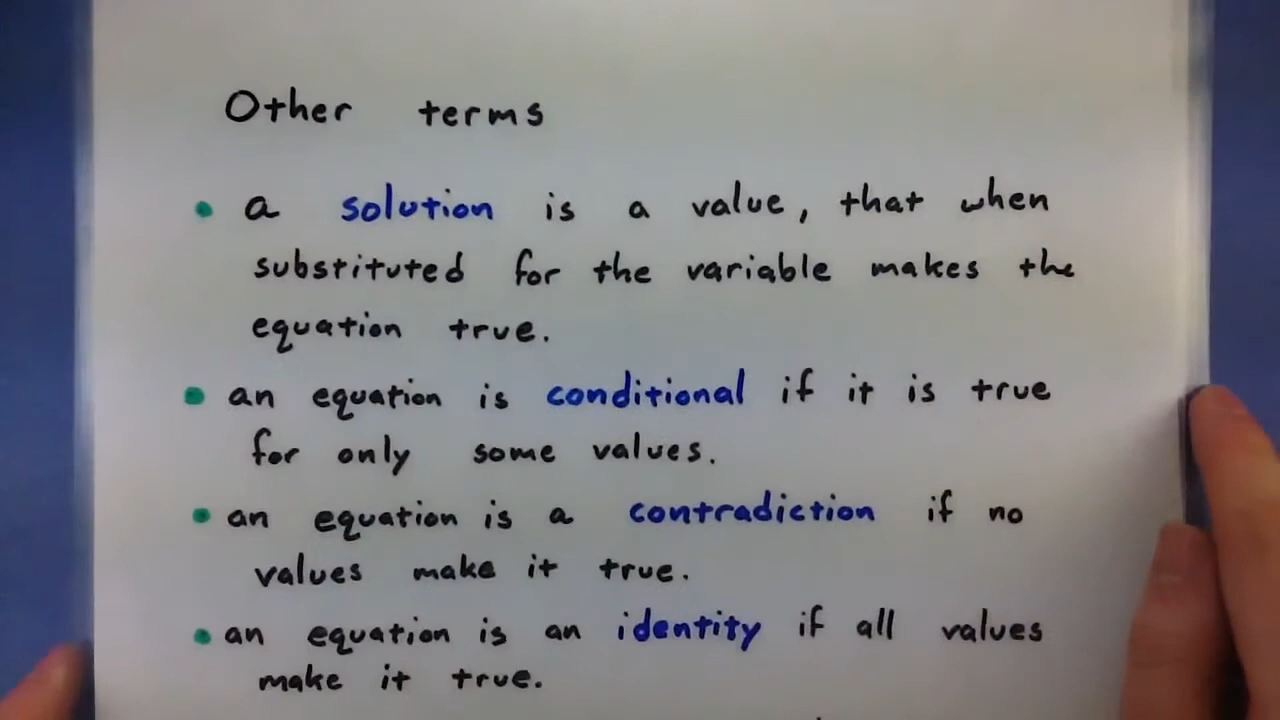 Other terms
• a solution is a value, that when
substituted for the variable makes the
equation true.
• an equation is conditional if it is true
for only some values.
• an equation is a contradiction if no
values make it true.
• an equation is an identity if all values
make it true.